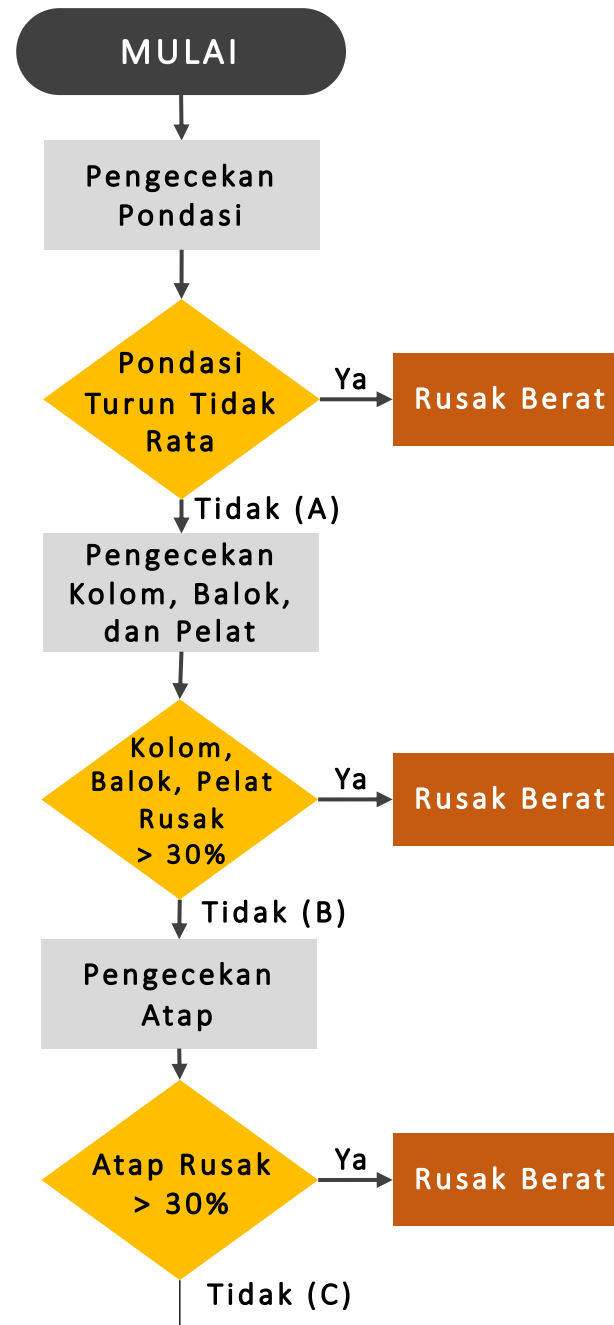 MULAI
Pengecekan
Pondasi
Pondasi
Turun Tidak
Rata
Ya
Rusak Berat
Tidak (A)
Pengecekan
Kolom, Balok,
dan Pelat
Kolom,
Balok, Pelat
Rusak
> 30%
Ya
Rusak Berat
Tidak (B)
Pengecekan
Atap
Atap Rusak
> 30%
Ya
Rusak Berat
Tidak (C)